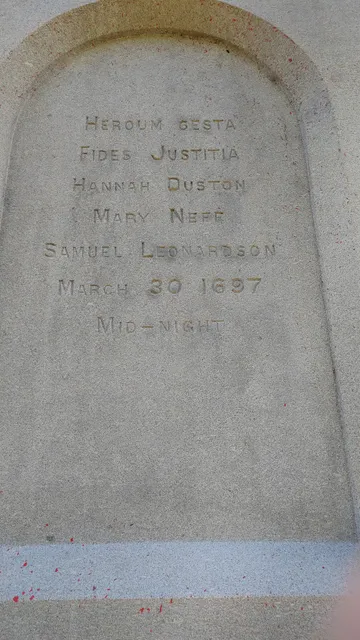 Heroum gesta
Fides Justitia
Hannah Duston
Mary Neff
Samuel Leonardson
March 30 1697
Mid-night